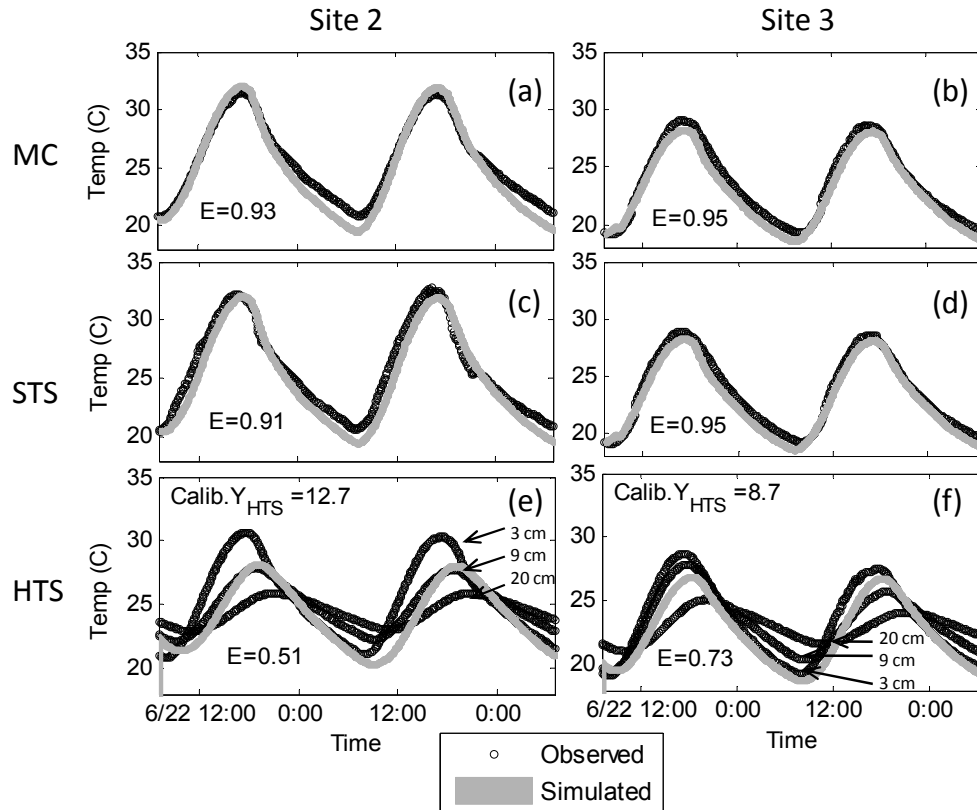 Site 2
Site 3
MC
Temp (C)
35
30
25
20
(a)
E=0.93
35
30
25
20
(b)
E=0.95
STS
Temp (C)
35
30
25
20
(c)
E=0.91
35
30
25
20
(d)
E=0.95
HTS
Temp (C)
35
30
25
20
Calib.Y_HTS =12.7
(e)
3 cm
9 cm
20 cm
E=0.51
35
30
25
20
Calib.Y_HTS =8.7
(f)
20 cm
9 cm
3 cm
E=0.73
6/22 12:00 0:00 12:00 0:00
Time
6/22 12:00 0:00 12:00 0:00
Time
Observed
Simulated